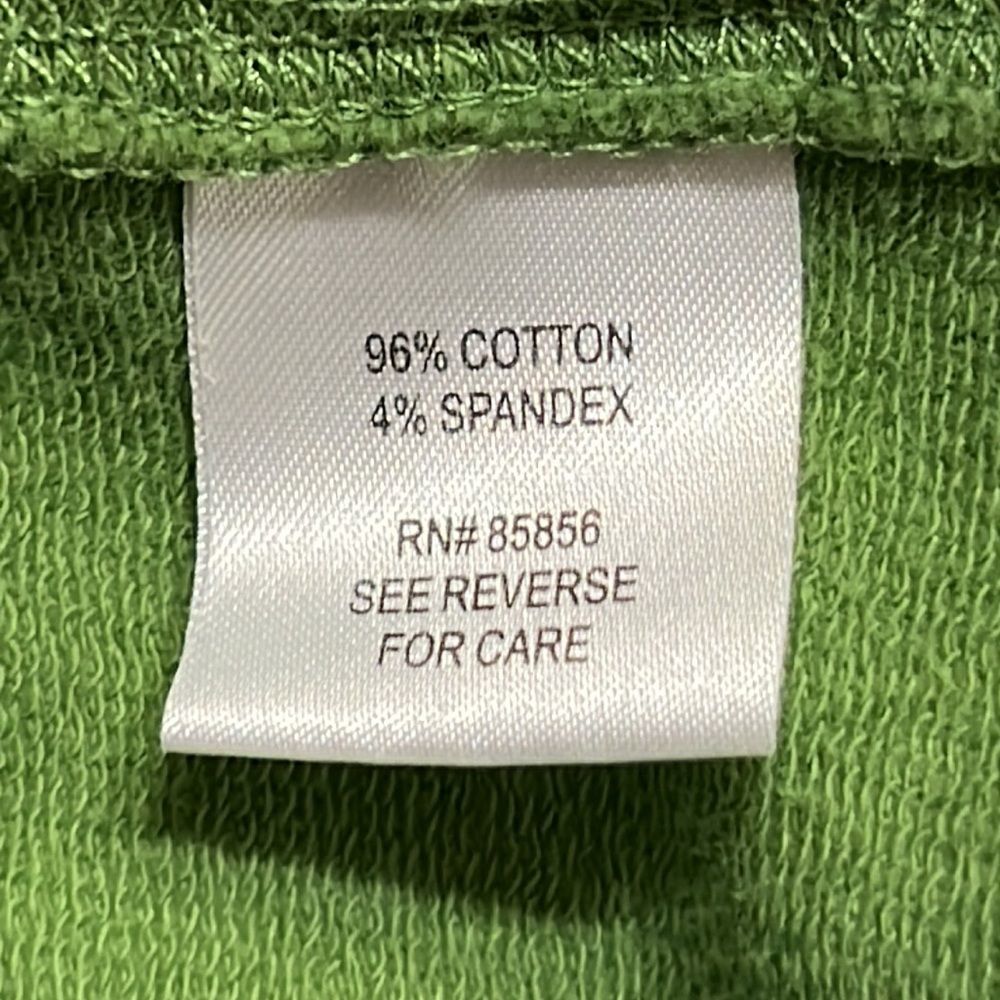 96% COTTON
4% SPANDEX
RN# 85856
SEE REVERSE
FOR CARE